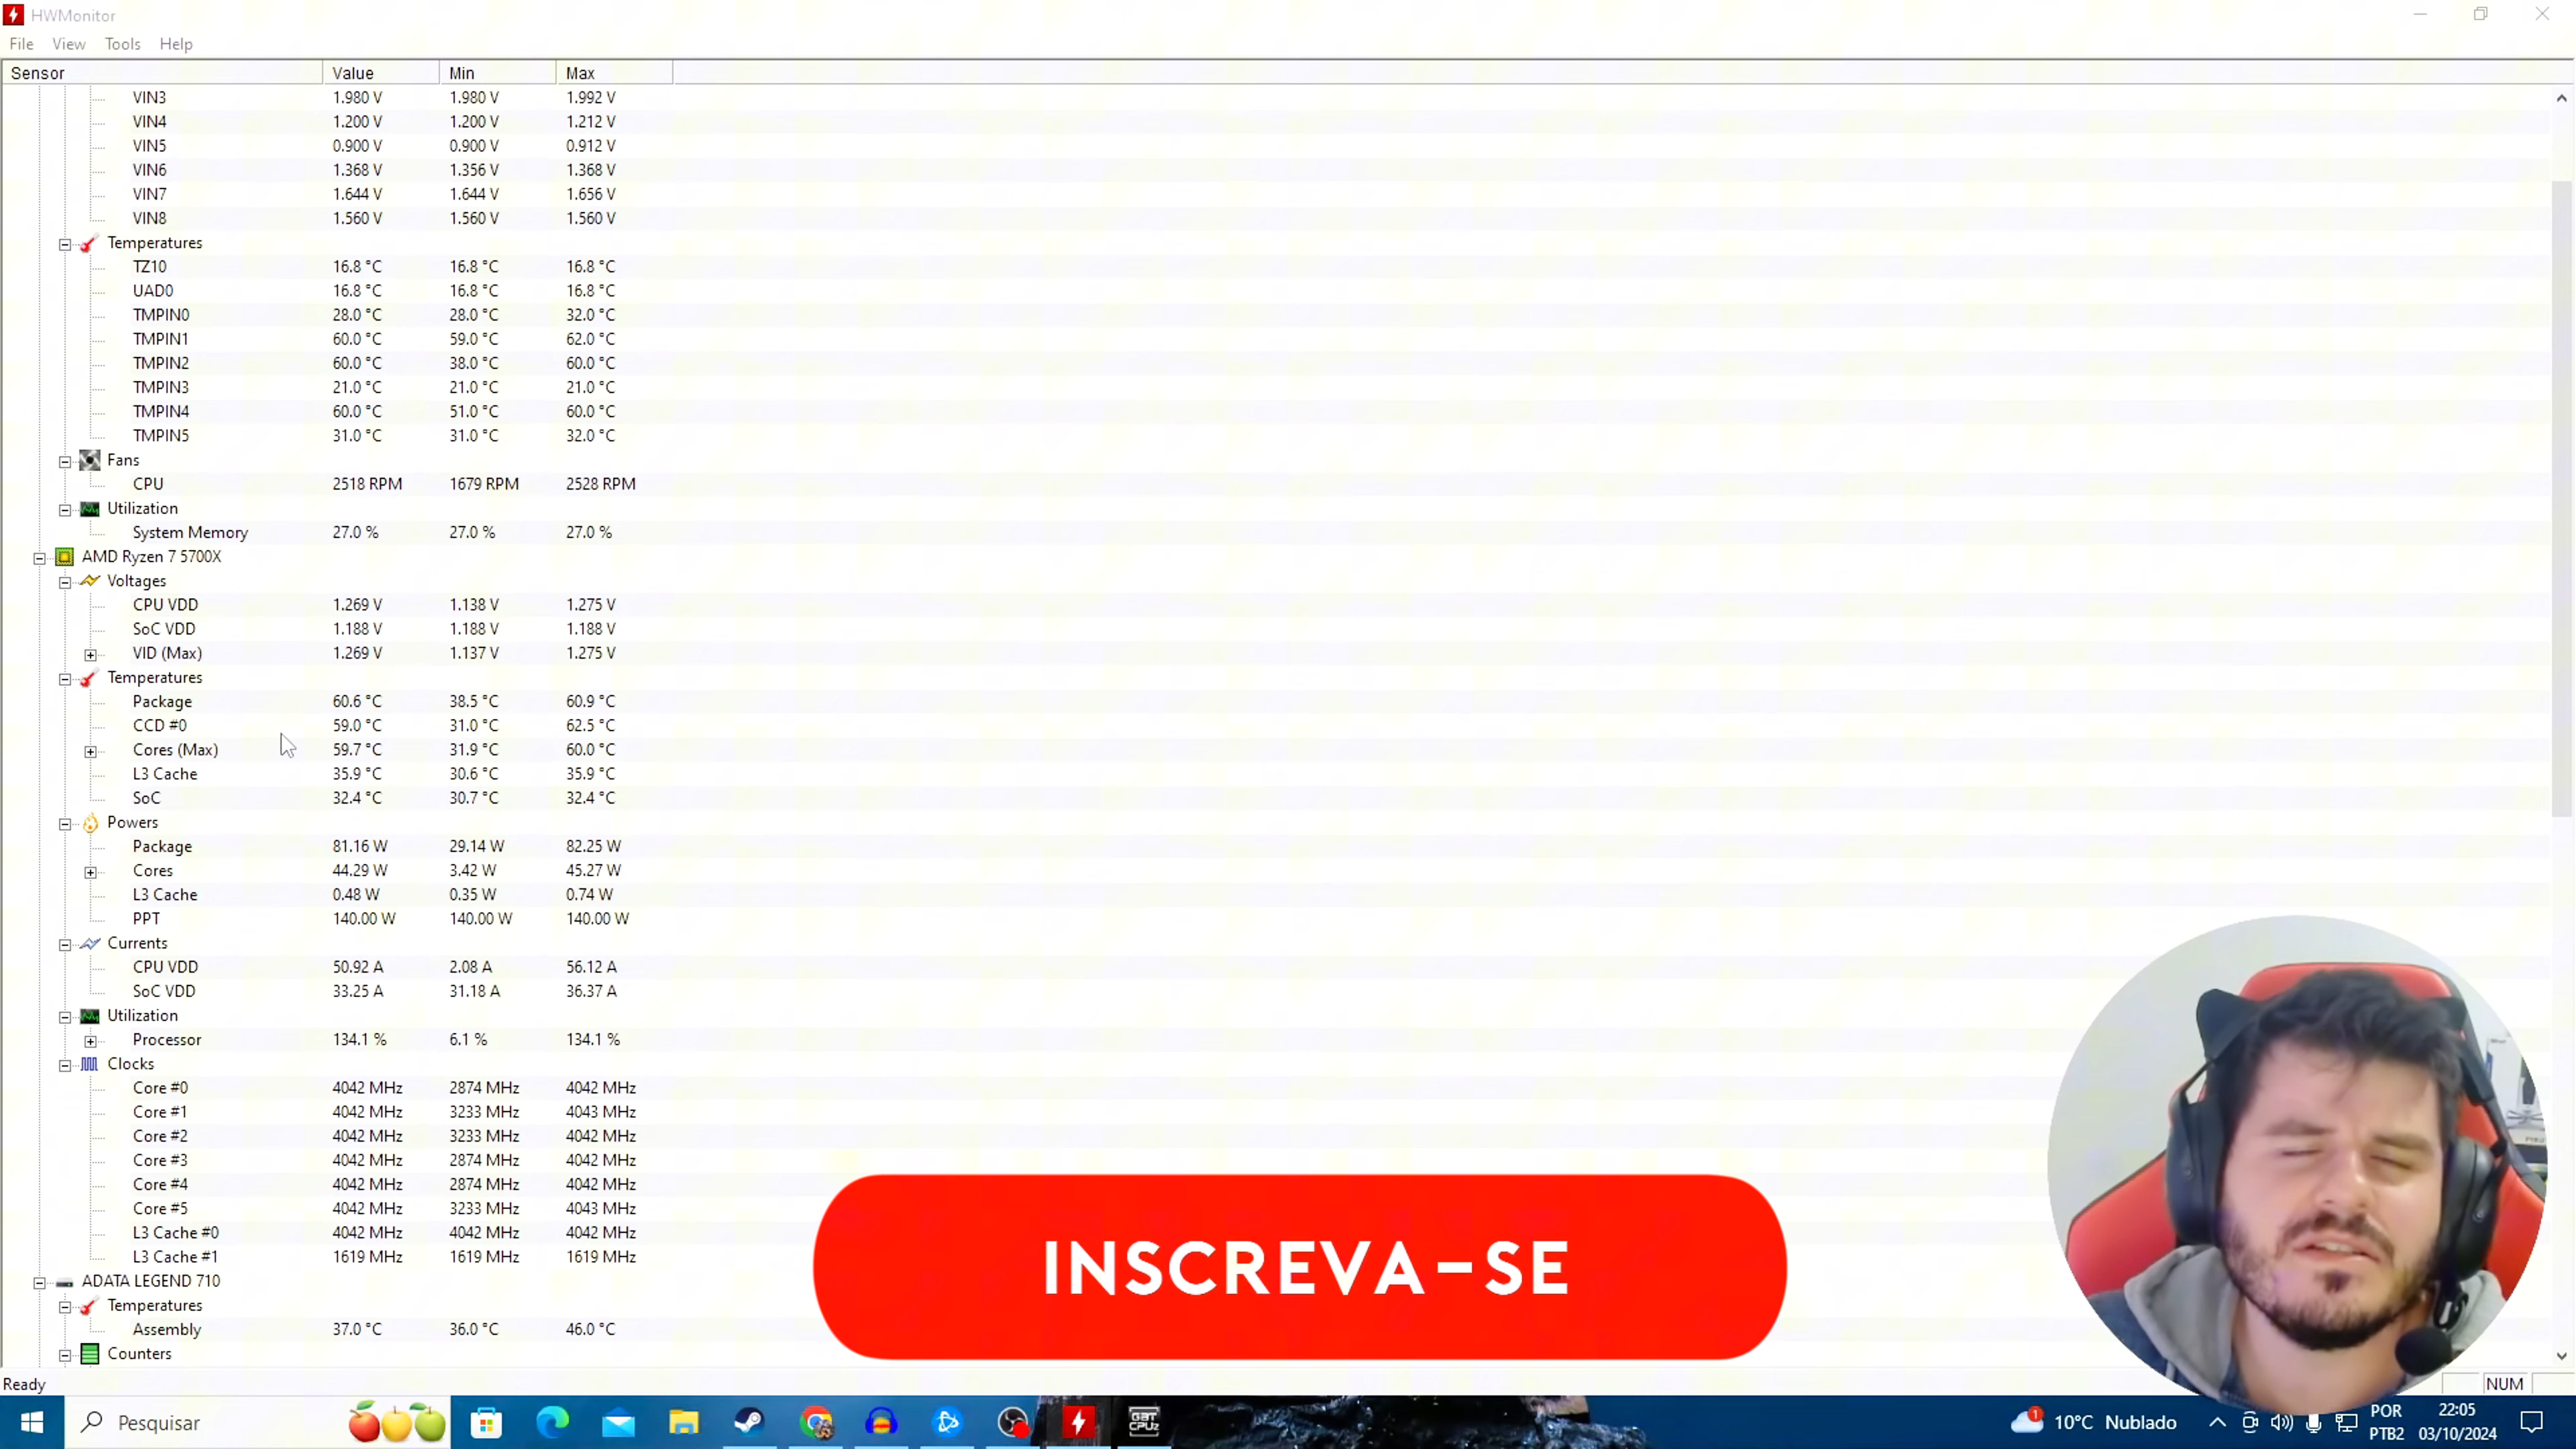 HWMonitor
File View Tools Help
Sensor Value Min Max
VIN3 1.980 V 1.980 V 1.992 V
VIN4 1.200 V 1.200 V 1.212 V
VIN5 0.900 V 0.900 V 0.912 V
VIN6 1.368 V 1.356 V 1.368 V
VIN7 1.644 V 1.644 V 1.656 V
VIN8 1.560 V 1.560 V 1.560 V
Temperatures
TZ10 16.8 °C 16.8 °C 16.8 °C
UAD0 16.8 °C 16.8 °C 16.8 °C
TMPIN0 28.0 °C 28.0 °C 32.0 °C
TMPIN1 60.0 °C 59.0 °C 62.0 °C
TMPIN2 60.0 °C 38.0 °C 60.0 °C
TMPIN3 21.0 °C 21.0 °C 21.0 °C
TMPIN4 60.0 °C 51.0 °C 60.0 °C
TMPIN5 31.0 °C 31.0 °C 32.0 °C
Fans
CPU 2518 RPM 1679 RPM 2528 RPM
Utilization
System Memory 27.0 % 27.0 % 27.0 %
AMD Ryzen 7 5700X
Voltages
CPU VDD 1.269 V 1.138 V 1.275 V
SoC VDD 1.188 V 1.188 V 1.188 V
VID (Max) 1.269 V 1.137 V 1.275 V
Temperatures
Package 60.6 °C 38.5 °C 60.9 °C
CCD #0 59.0 °C 31.0 °C 62.5 °C
Cores (Max) 59.7 °C 31.9 °C 60.0 °C
L3 Cache 35.9 °C 30.6 °C 35.9 °C
SoC 32.4 °C 30.7 °C 32.4 °C
Powers
Package 81.16 W 29.14 W 82.25 W
Cores 44.29 W 3.42 W 45.27 W
L3 Cache 0.48 W 0.35 W 0.74 W
PPT 140.00 W 140.00 W 140.00 W
Currents
CPU VDD 50.92 A 2.08 A 56.12 A
SoC VDD 33.25 A 31.18 A 36.37 A
Utilization
Processor 134.1 % 6.1 % 134.1 %
Clocks
Core #0 4042 MHz 2874 MHz 4042 MHz
Core #1 4042 MHz 3233 MHz 4043 MHz
Core #2 4042 MHz 3233 MHz 4042 MHz
Core #3 4042 MHz 2874 MHz 4042 MHz
Core #4 4042 MHz 2874 MHz 4042 MHz
Core #5 4042 MHz 3233 MHz 4043 MHz
L3 Cache #0 4042 MHz 4042 MHz 4042 MHz
L3 Cache #1 1619 MHz 1619 MHz 1619 MHz
ADATA LEGEND 710
Temperatures
Assembly 37.0 °C 36.0 °C 46.0 °C
Counters
INSCREVA-SE
Ready
NUM
Pesquisar
GBT
CPUz
1
10°C Nublado
POR
PTB2
22:05
03/10/2024